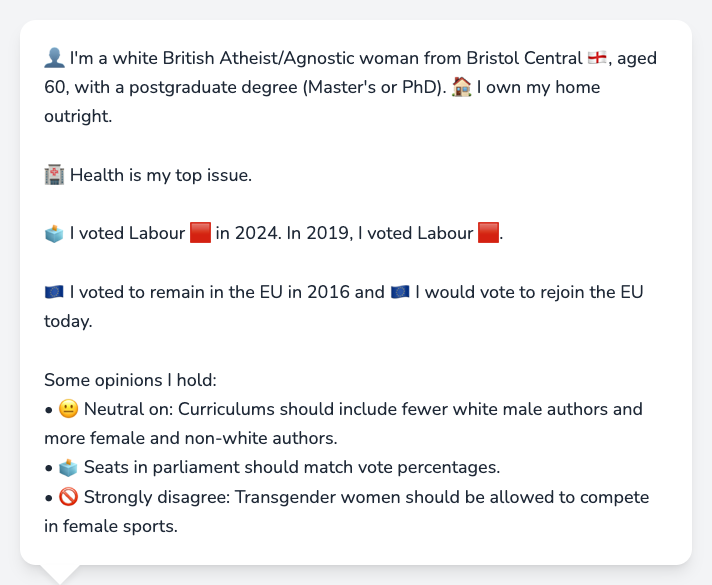 👤 I'm a white British Atheist/Agnostic woman from Bristol Central 🏴󠁧󠁢󠁥󠁮󠁧󠁿, aged
60, with a postgraduate degree (Master's or PhD). 🏠 I own my home
outright.
🏥 Health is my top issue.
🗳️ I voted Labour 🟥 in 2024. In 2019, I voted Labour 🟥.
🇪🇺 I voted to remain in the EU in 2016 and 🇪🇺 I would vote to rejoin the EU
today.
Some opinions I hold:
• 😐 Neutral on: Curriculums should include fewer white male authors and
more female and non-white authors.
• 🗳️ Seats in parliament should match vote percentages.
• 🚫 Strongly disagree: Transgender women should be allowed to compete
in female sports.